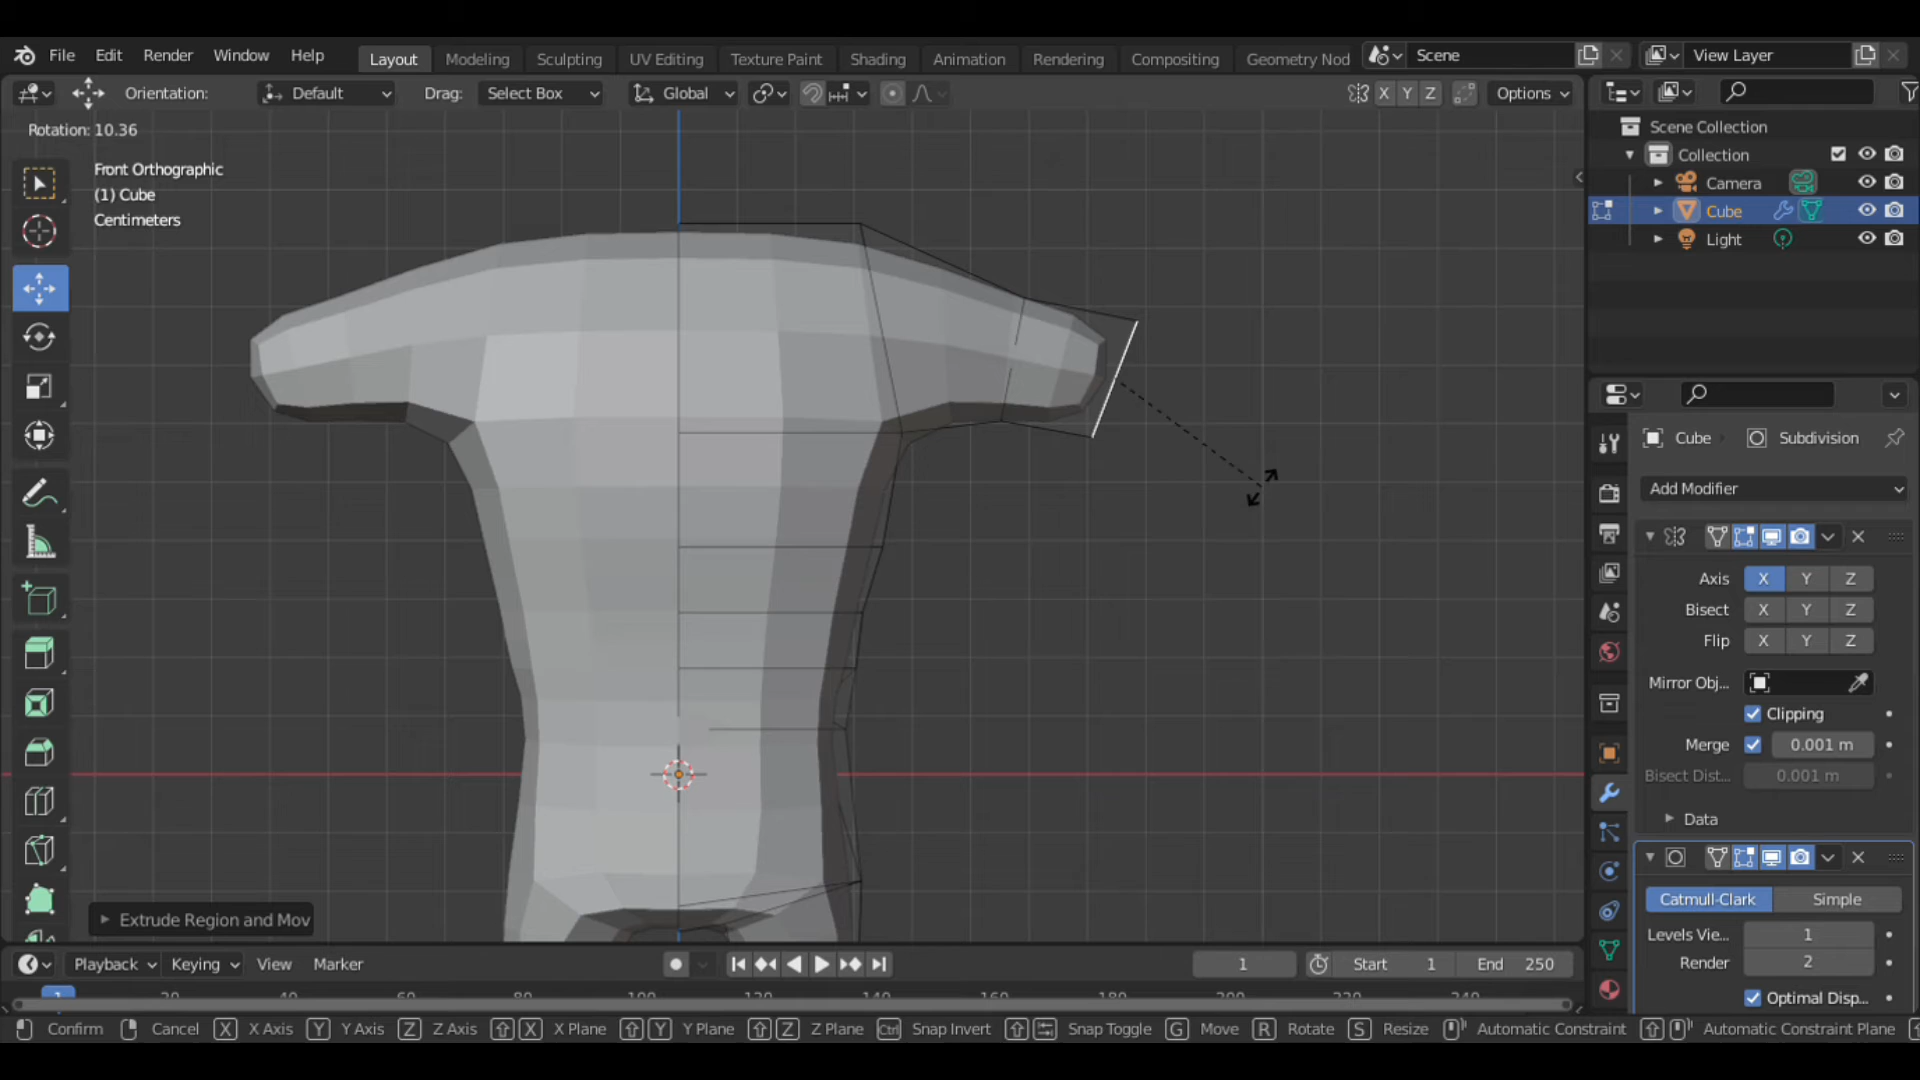 File Edit Render Window Help Layout Modeling Sculpting UV Editing Texture Paint Shading Animation Rendering Compositing Geometry Nod Scene View Layer
Orientation: Default Drag: Select Box Global X Y Z Options
Rotation: 10.36
Front Orthographic
(1) Cube
Centimeters
Scene Collection
Collection
Camera
Cube
Light
Cube Subdivision
Add Modifier
Axis X Y Z
Bisect X Y Z
Flip X Y Z
Mirror Obj...
Clipping
Merge 0.001 m
Bisect Dist... 0.001 m
Data
Catmull-Clark Simple
Levels Vie... 1
Render 2
Optimal Disp...
Extrude Region and Mov
Playback Keying View Marker 1 Start 1 End 250
1
Confirm Cancel X X Axis Y Y Axis Z Z Axis X X Plane Y Y Plane Z Z Plane Ctrl Snap Invert Snap Toggle G Move R Rotate S Resize Automatic Constraint Automatic Constraint Plane